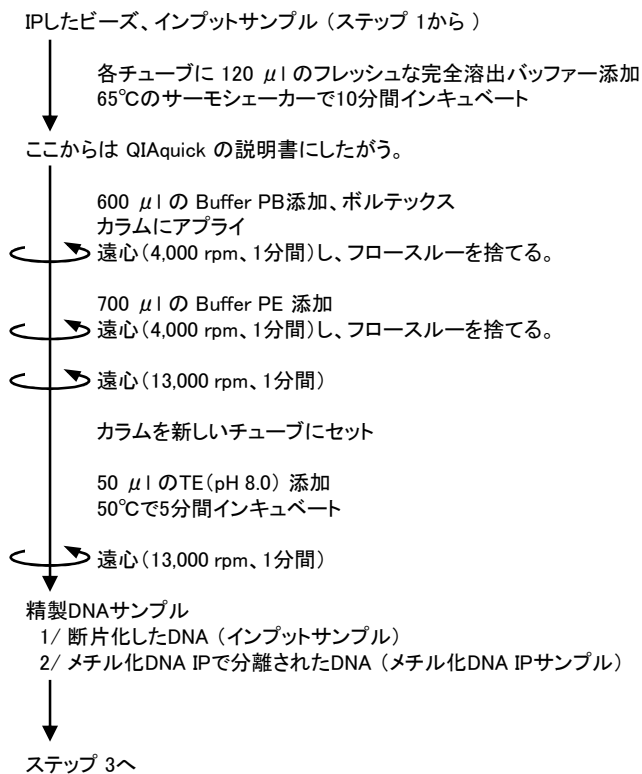 IPしたビーズ、インプットサンプル（ステップ 1から ）
各チューブに 120 μl のフレッシュな完全溶出バッファー添加
65℃のサーモシェーカーで10分間インキュベート
ここからは QIAquick の説明書にしたがう。
600 μl の Buffer PB添加、ボルテックス
カラムにアプライ
遠心（4,000 rpm、1分間）し、フロースルーを捨てる。
700 μl の Buffer PE 添加
遠心（4,000 rpm、1分間）し、フロースルーを捨てる。
遠心（13,000 rpm、1分間）
カラムを新しいチューブにセット
50 μl のTE（pH 8.0） 添加
50℃で5分間インキュベート
遠心（13,000 rpm、1分間）
精製DNAサンプル
1/ 断片化したDNA （インプットサンプル）
2/ メチル化DNA IPで分離されたDNA （メチル化DNA IPサンプル）
ステップ 3へ